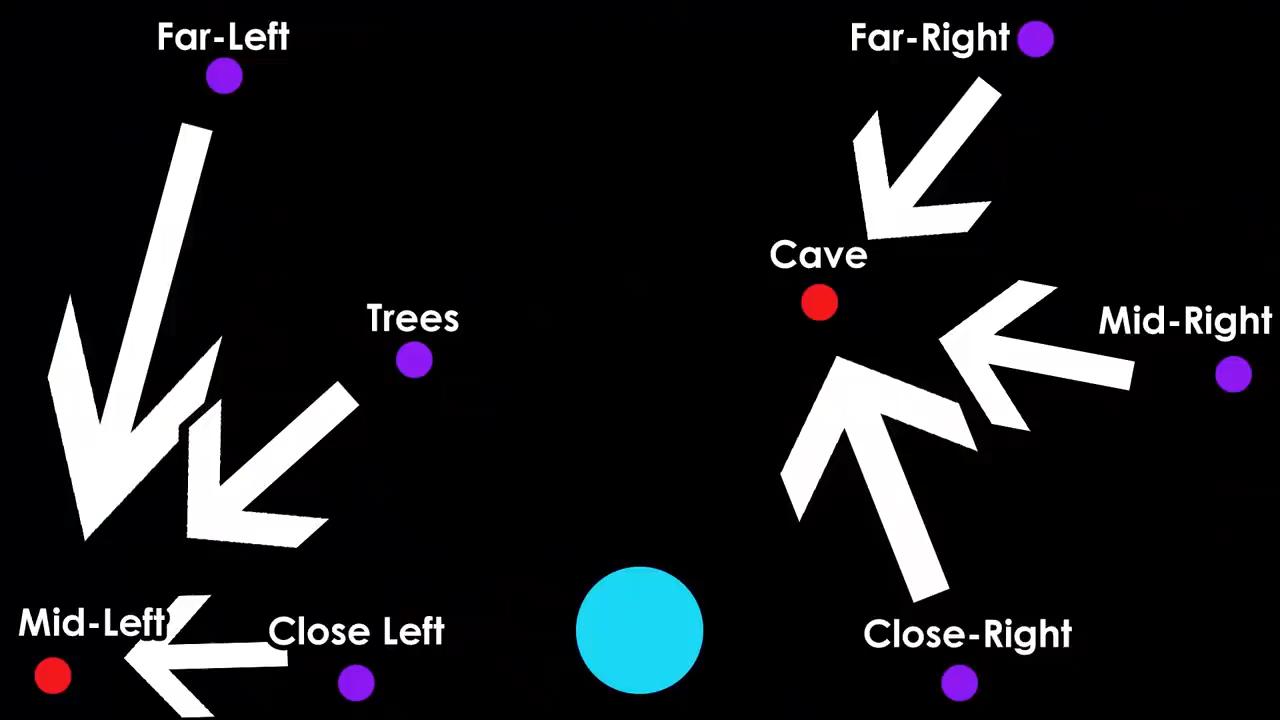 Far-Left
Far-Right
Cave
Trees
Mid-Right
Mid-Left
Close Left
Close-Right